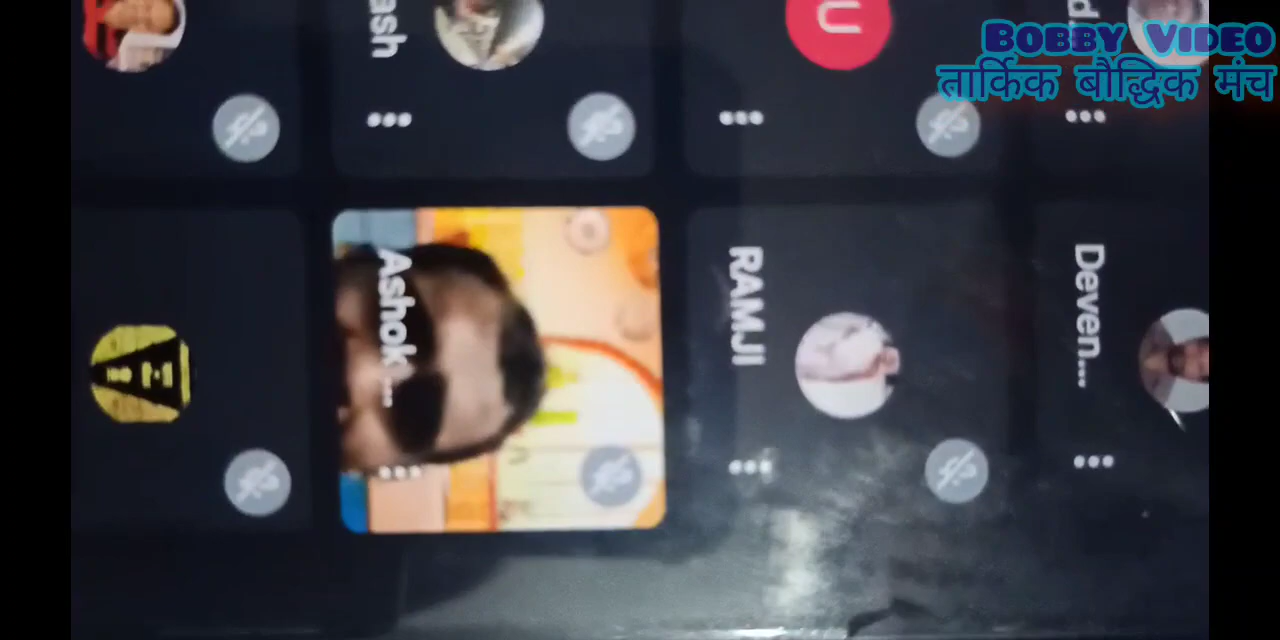 BOBBY VIDEO
तार्किक बौद्धिक मंच
ash
U
d...
Ashok...
RAMJI
Deven...